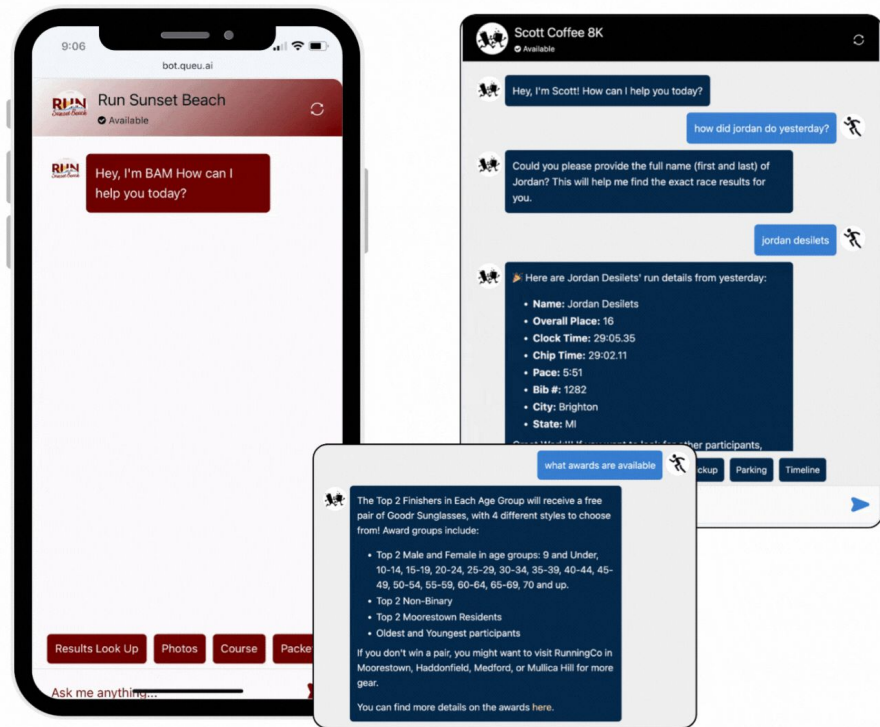 9:06
bot.queu.ai
RUN
Sunset Beach
Run Sunset Beach
Available
RUN
Sunset Beach
Hey, I'm BAM How can I
help you today?
Results Look Up
Photos
Course
Ask me anything...
Scott Coffee 8K
Available
Hey, I'm Scott! How can I help you today?
how did jordan do yesterday?
Could you please provide the full name (first and last) of
Jordan? This will help me find the exact race results for
you.
jordan desilets
🎉 Here are Jordan Desilets' run details from yesterday:
• Name: Jordan Desilets
• Overall Place: 16
• Clock Time: 29:05.35
• Chip Time: 29:02.11
• Pace: 5:51
• Bib #: 1282
• City: Brighton
• State: MI
Parking
Timeline
what awards are available
The Top 2 Finishers in Each Age Group will receive a free
pair of Goodr Sunglasses, with 4 different styles to choose
from! Award groups include:
• Top 2 Male and Female in age groups: 9 and Under,
10-14, 15-19, 20-24, 25-29, 30-34, 35-39, 40-44, 45-
49, 50-54, 55-59, 60-64, 65-69, 70 and up.
• Top 2 Non-Binary
• Top 2 Moorestown Residents
• Oldest and Youngest participants
If you don't win a pair, you might want to visit RunningCo in
Moorestown, Haddonfield, Medford, or Mullica Hill for more
gear.
You can find more details on the awards here.